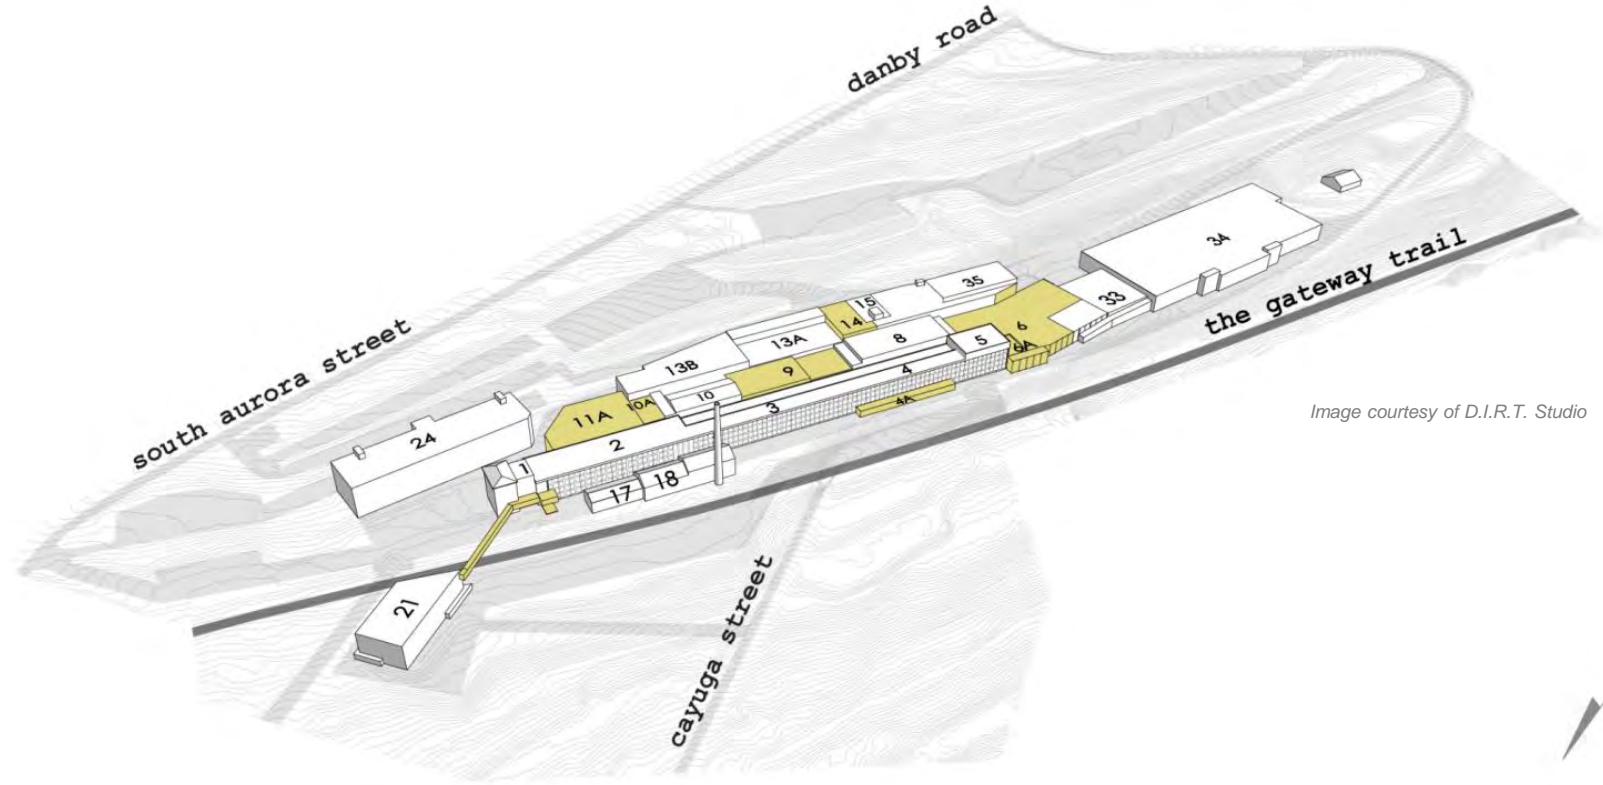 danby road
34
the gateway trail
35
33
15
14
6
6A
8
5
13A
4
13B
9
4A
10
3
10A
11A
south aurora street
Image courtesy of D.I.R.T. Studio
24
2
1
18
17
21
cayuga street